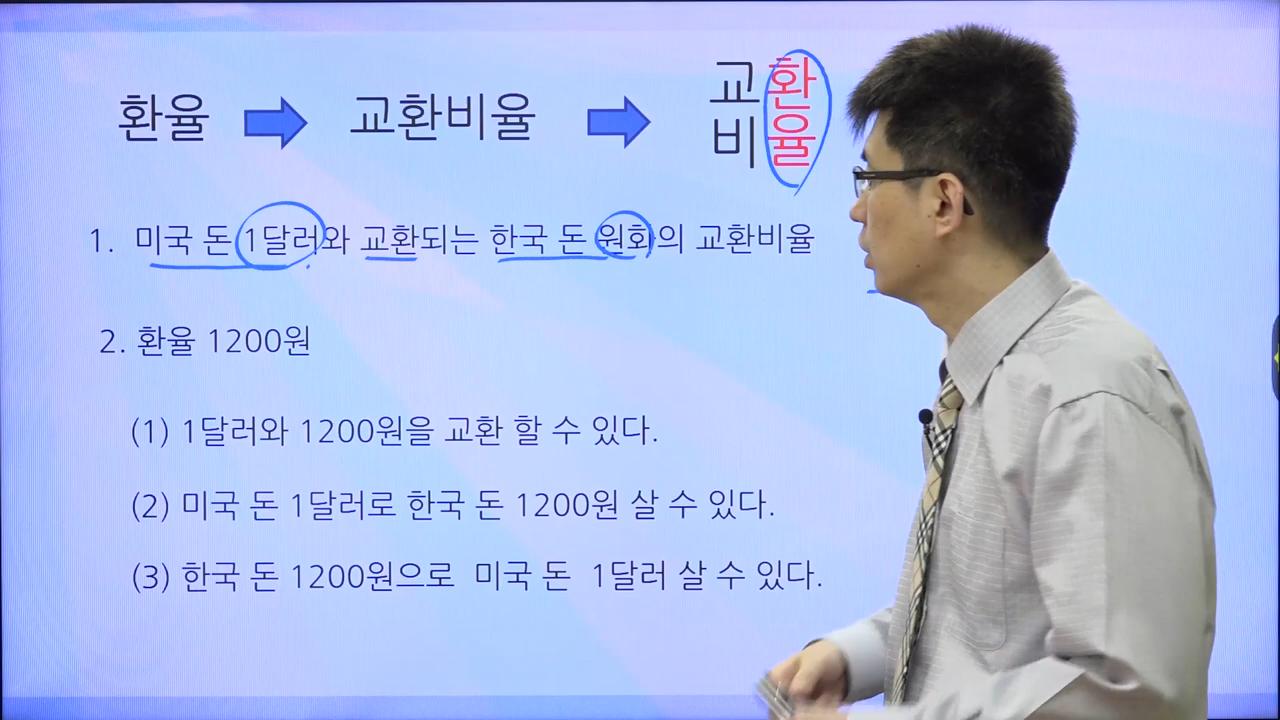 환율 교환비율 교환
비율
1. 미국 돈 1달러와 교환되는 한국 돈 원화의 교환비율
2. 환율 1200원
(1) 1달러와 1200원을 교환 할 수 있다.
(2) 미국 돈 1달러로 한국 돈 1200원 살 수 있다.
(3) 한국 돈 1200원으로 미국 돈 1달러 살 수 있다.